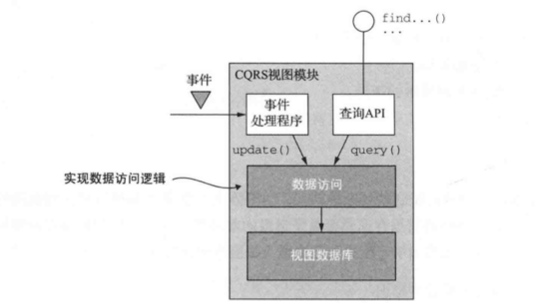 find...()
...
CQRS视图模块
事件
事件
处理程序
查询API
update()
query()
实现数据访问逻辑
数据访问
视图数据库